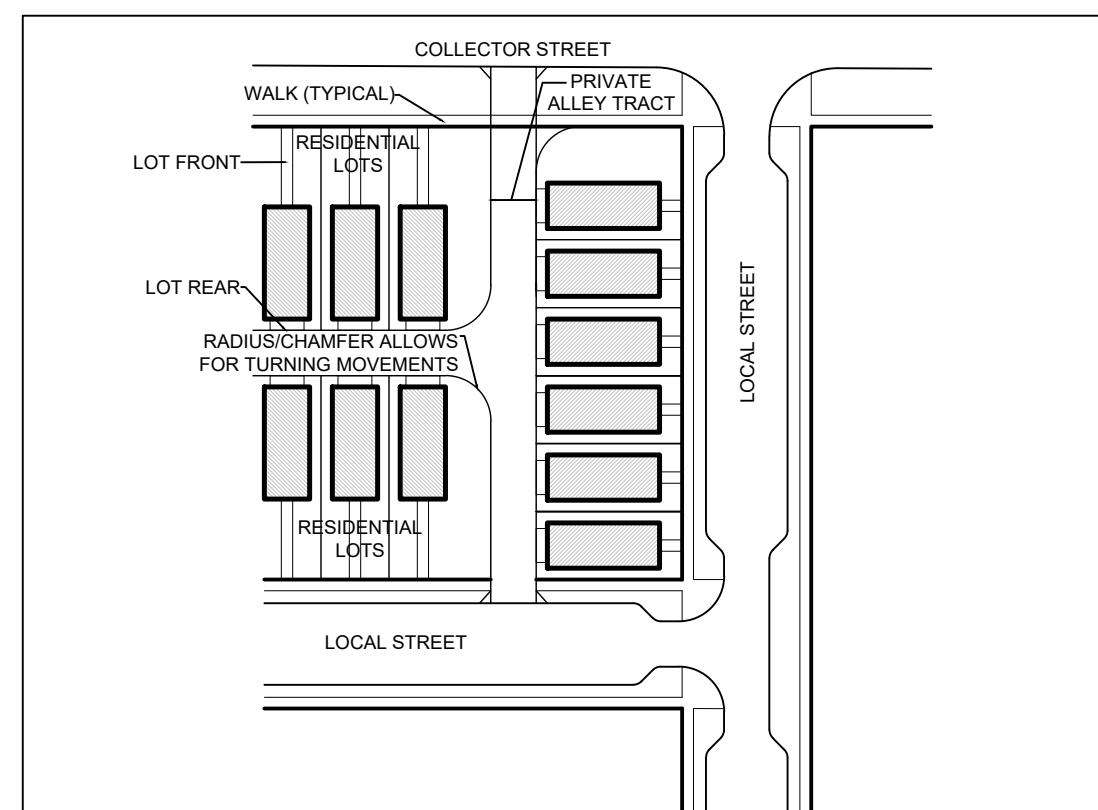 COLLECTOR STREET
WALK (TYPICAL)
PRIVATE
ALLEY TRACT
RESIDENTIAL
LOTS
LOT FRONT
LOT REAR
RADIUS/CHAMFER ALLOWS
FOR TURNING MOVEMENTS
LOCAL STREET
RESIDENTIAL
LOTS
LOCAL STREET